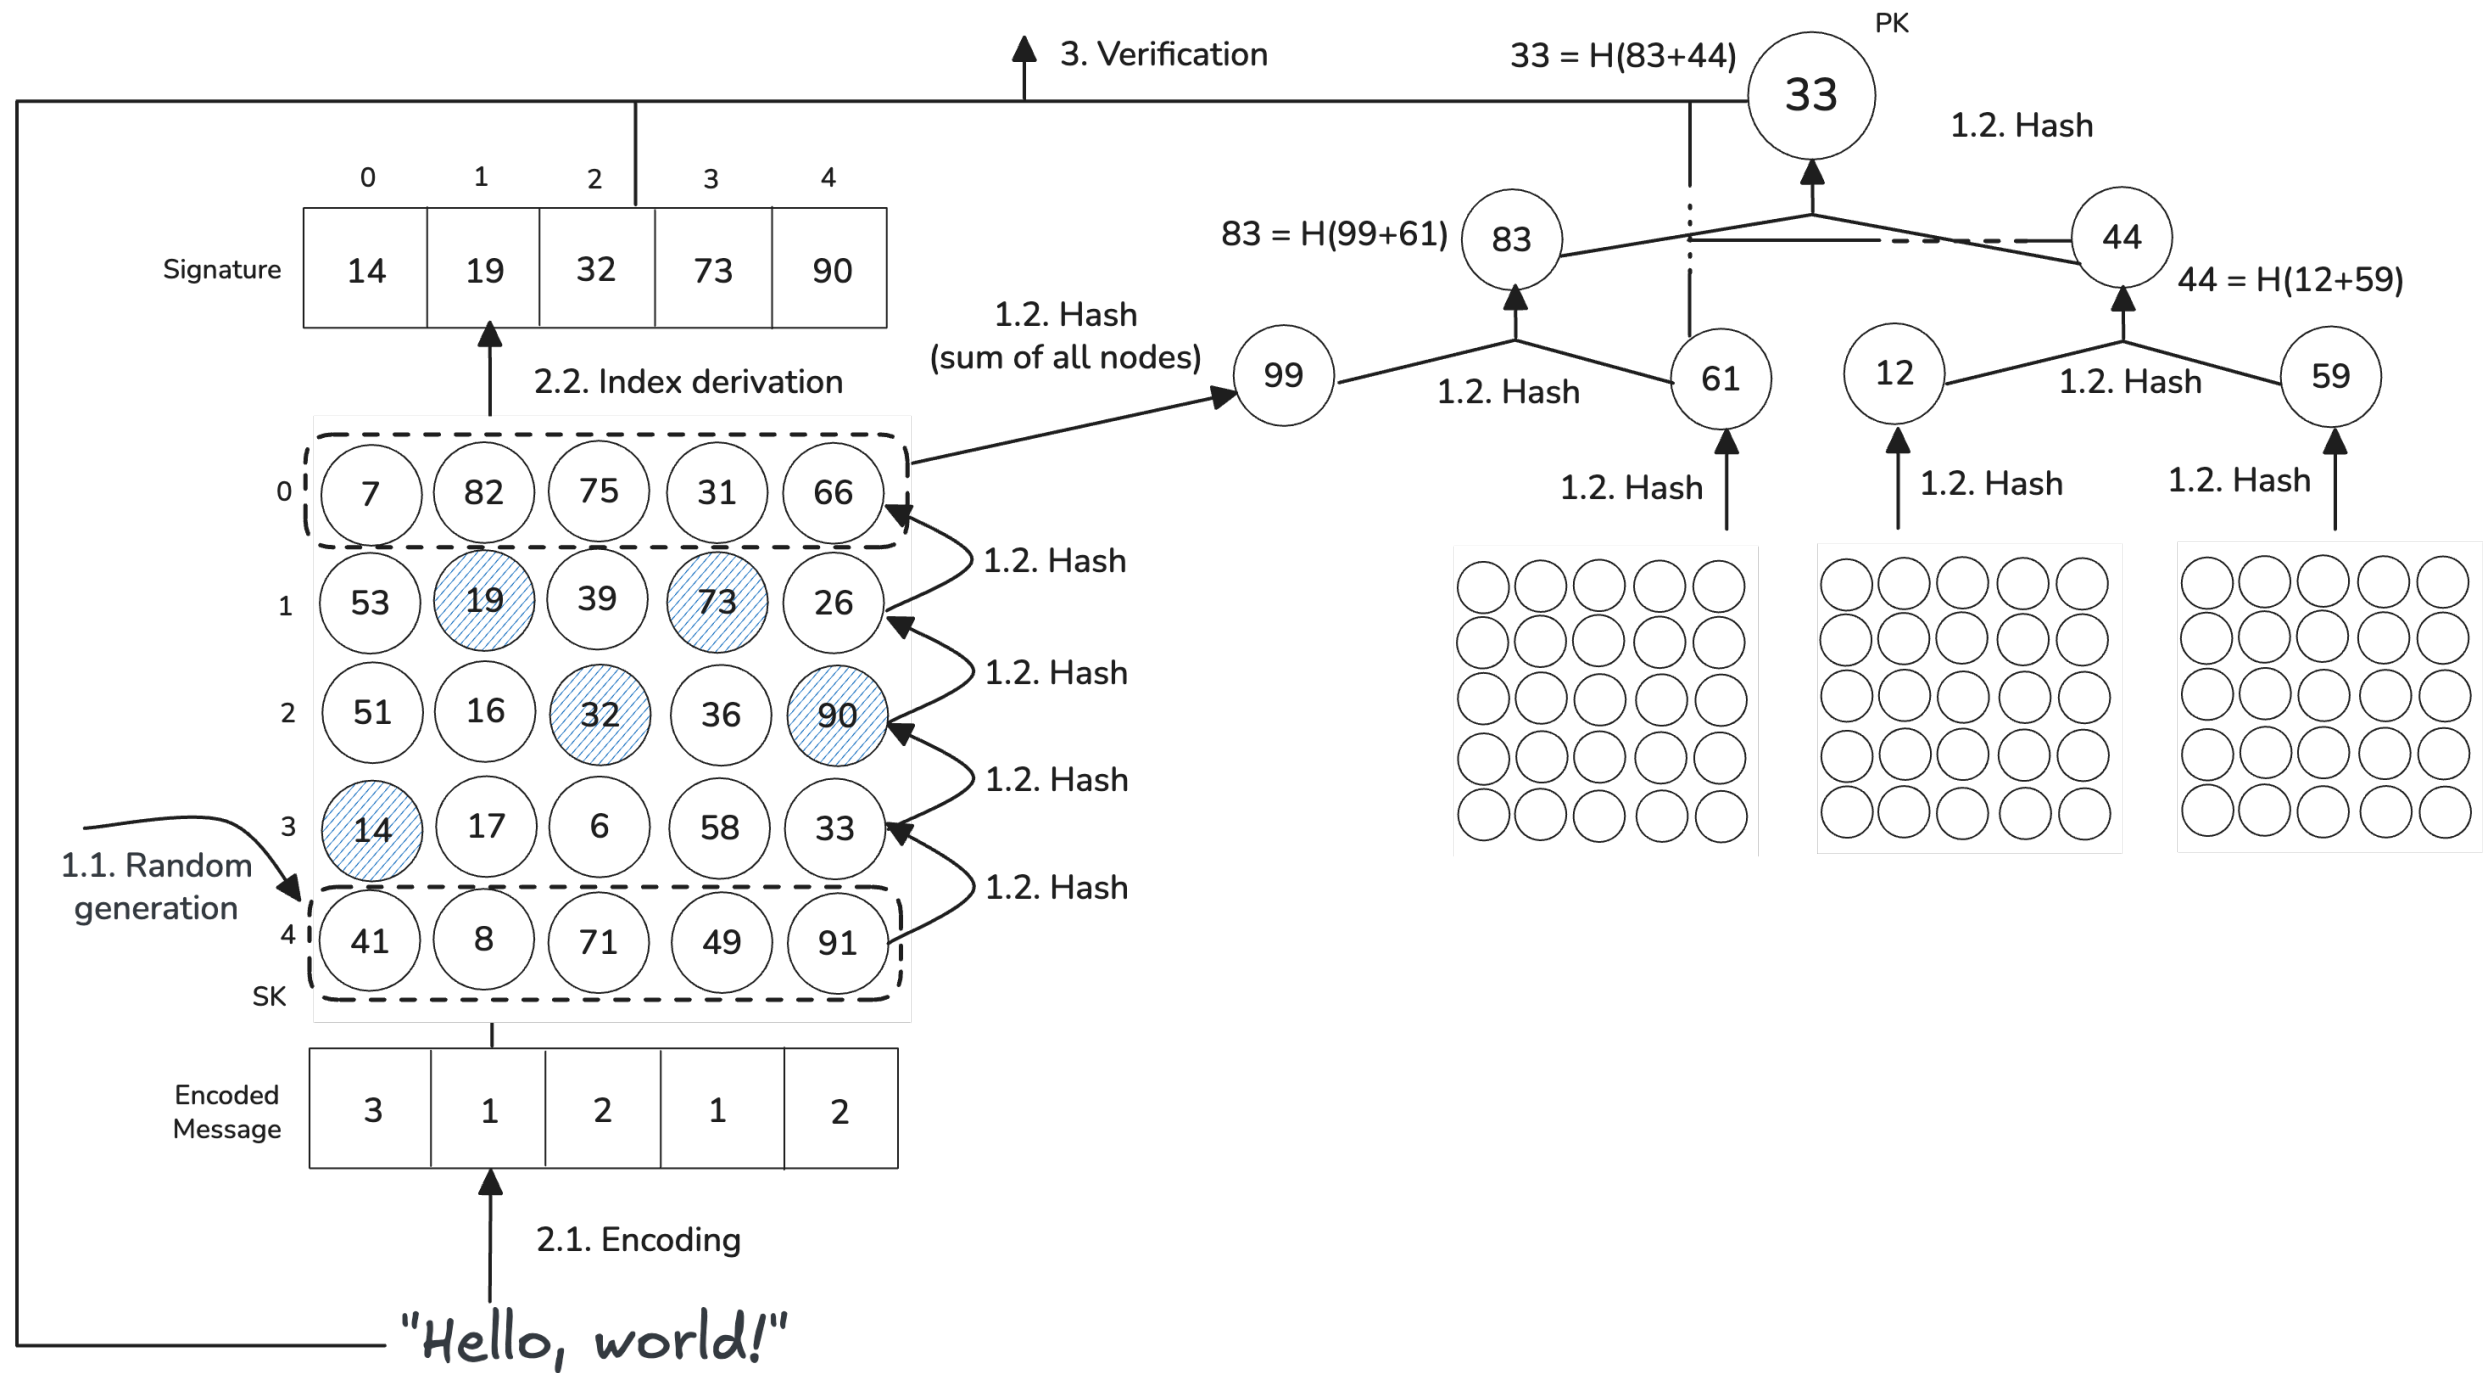 PK
3. Verification
33 = H(83+44)
33
1.2. Hash
0 1 2 3 4
Signature
14 19 32 73 90
83 = H(99+61)
83
44
44 = H(12+59)
1.2. Hash
(sum of all nodes)
99
1.2. Hash
61
12
1.2. Hash
59
2.2. Index derivation
1.2. Hash
1.2. Hash
1.2. Hash
0 7 82 75 31 66
1.2. Hash
1 53 19 39 73 26
1.2. Hash
2 51 16 32 36 90
1.2. Hash
3 14 17 6 58 33
1.2. Hash
1.1. Random
generation
4 41 8 71 49 91
SK
Encoded
Message
3 1 2 1 2
2.1. Encoding
"Hello, world!"